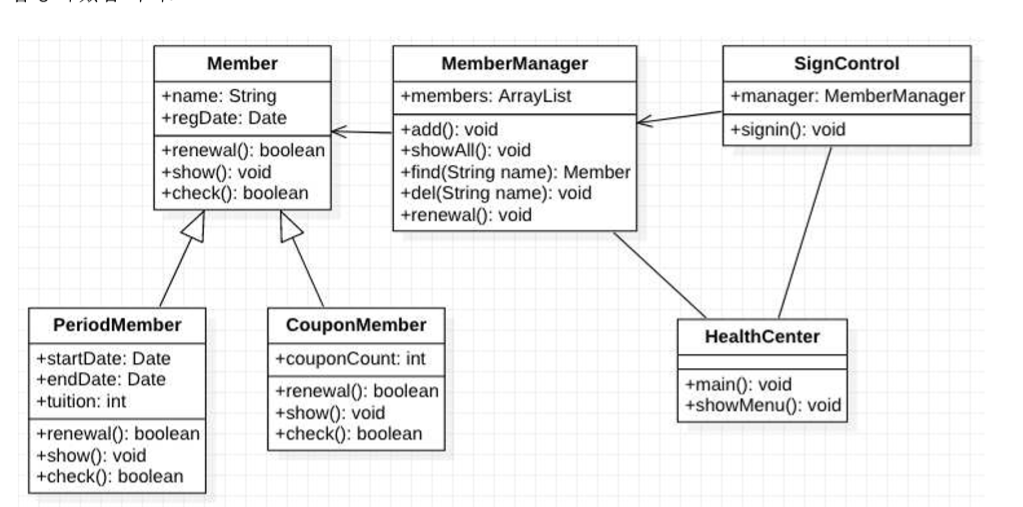 Member
+name: String
+regDate: Date
+renewal(): boolean
+show(): void
+check(): boolean
MemberManager
+members: ArrayList
+add(): void
+showAll(): void
+find(String name): Member
+del(String name): void
+renewal(): void
SignControl
+manager: MemberManager
+signin(): void
PeriodMember
+startDate: Date
+endDate: Date
+tuition: int
+renewal(): boolean
+show(): void
+check(): boolean
CouponMember
+couponCount: int
+renewal(): boolean
+show(): void
+check(): boolean
HealthCenter
+main(): void
+showMenu(): void